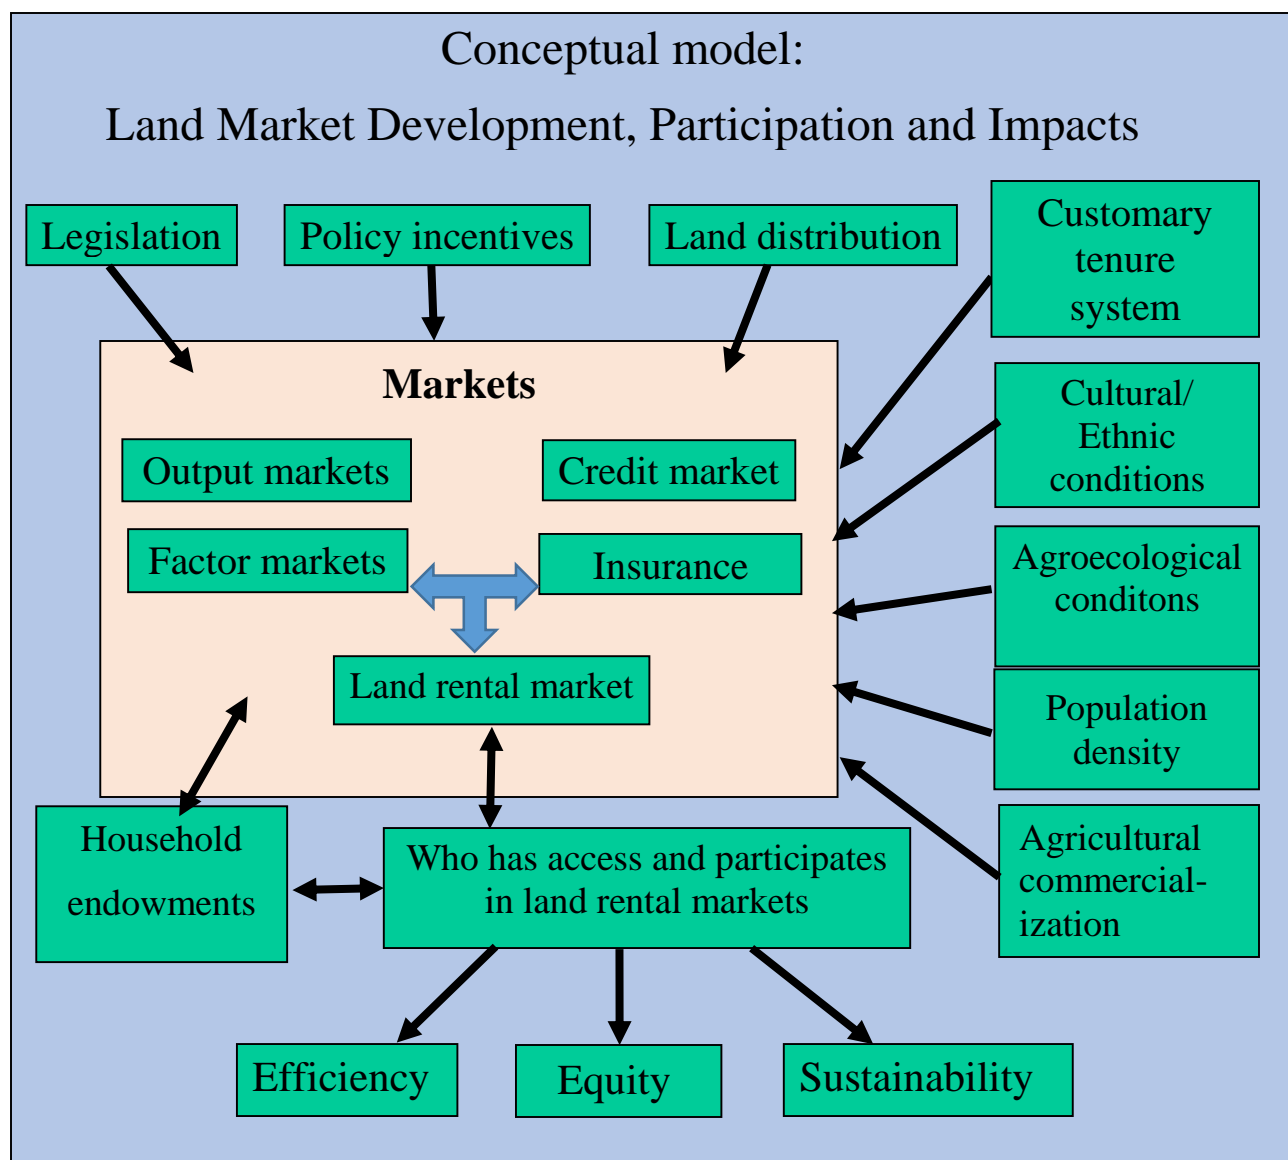 Conceptual model:
Land Market Development, Participation and Impacts
Legislation
Policy incentives
Land distribution
Customary
tenure
system
Markets
Output markets
Credit market
Factor markets
Insurance
Land rental market
Cultural/
Ethnic
conditions
Agroecological
conditons
Population
density
Agricultural
commercial-
ization
Household
endowments
Who has access and participates
in land rental markets
Efficiency
Equity
Sustainability